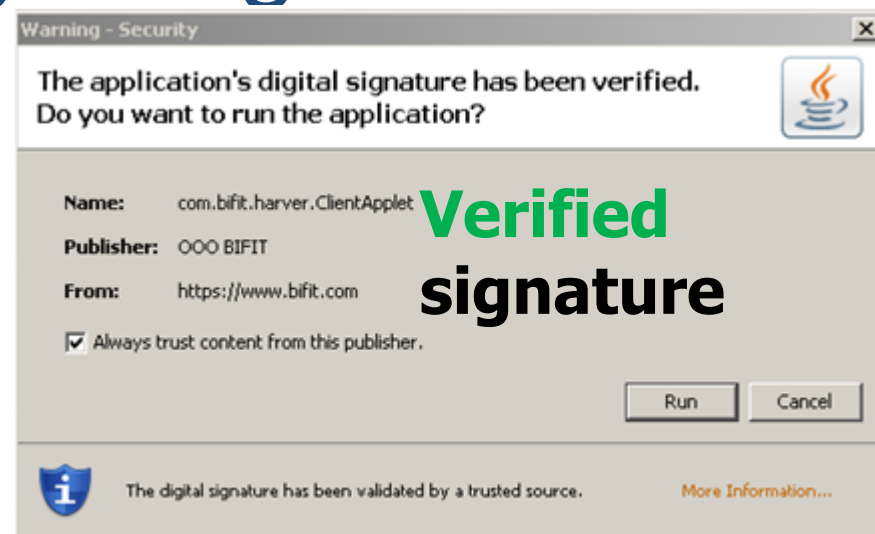 Warning - Security
The application's digital signature has been verified.
Do you want to run the application?
Name: com.bifit.harver.ClientApplet
Verified
Publisher: OOO BIFIT
From: https://www.bifit.com
signature
Always trust content from this publisher.
Run Cancel
The digital signature has been validated by a trusted source. More Information...